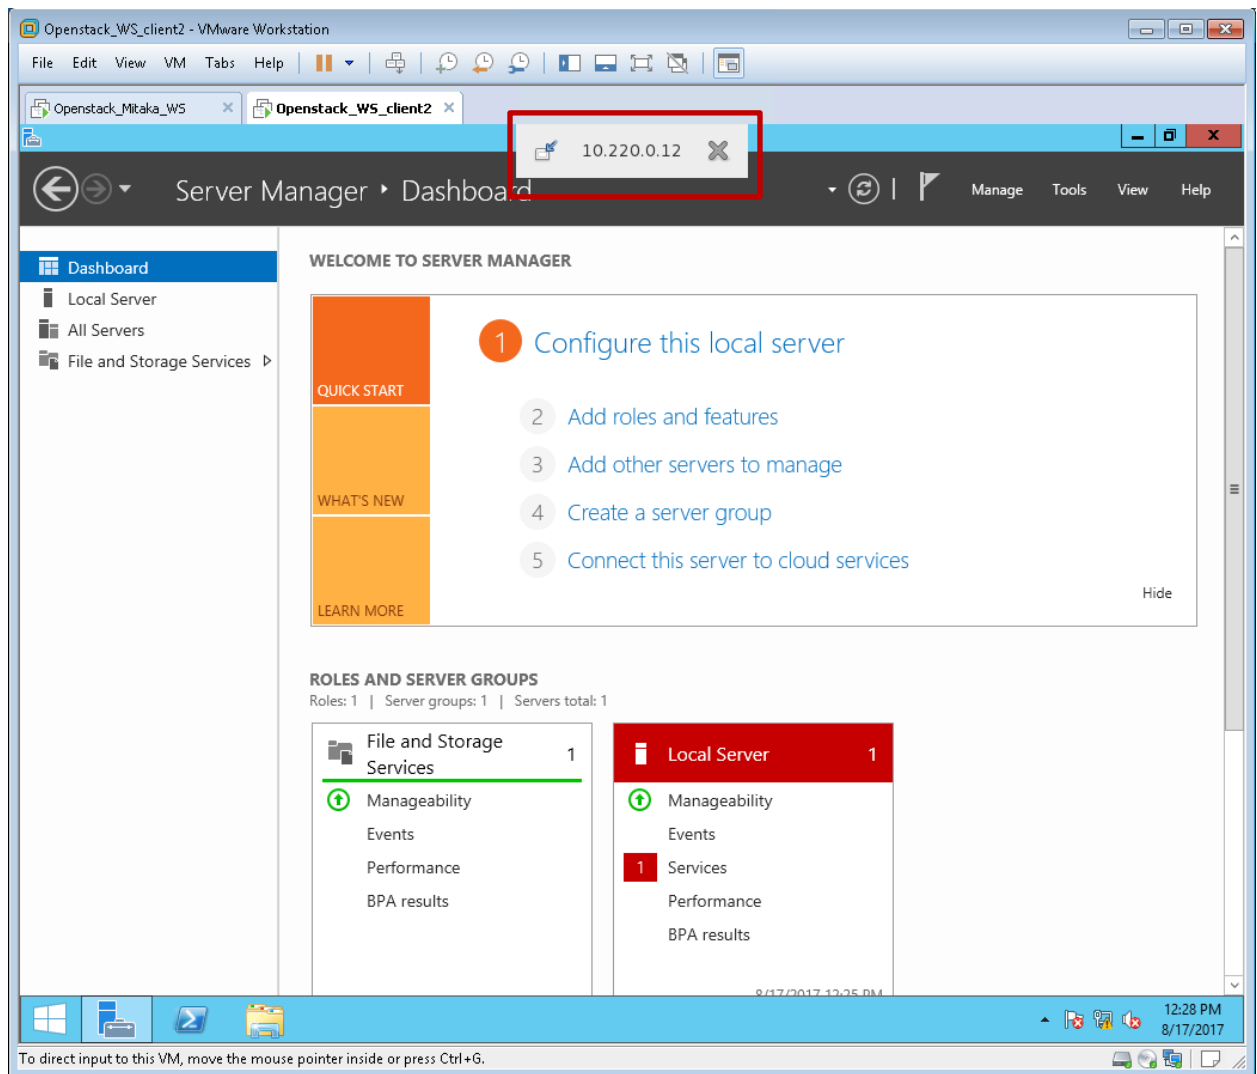 Openstack_WS_client2 - VMware Workstation
File Edit View VM Tabs Help
Openstack_Mitaka_WS Openstack_WS_client2
10.220.0.12
Server Manager Dashboard Manage Tools View Help
Dashboard
Local Server
All Servers
File and Storage Services
WELCOME TO SERVER MANAGER
QUICK START
WHAT'S NEW
LEARN MORE
1 Configure this local server
2 Add roles and features
3 Add other servers to manage
4 Create a server group
5 Connect this server to cloud services
Hide
ROLES AND SERVER GROUPS
Roles: 1 | Server groups: 1 | Servers total: 1
File and Storage
Services
1
Manageability
Events
Performance
BPA results
Local Server 1
Manageability
Events
1 Services
Performance
BPA results
8/17/2017 12:25 PM
12:28 PM
8/17/2017
To direct input to this VM, move the mouse pointer inside or press Ctrl+G.